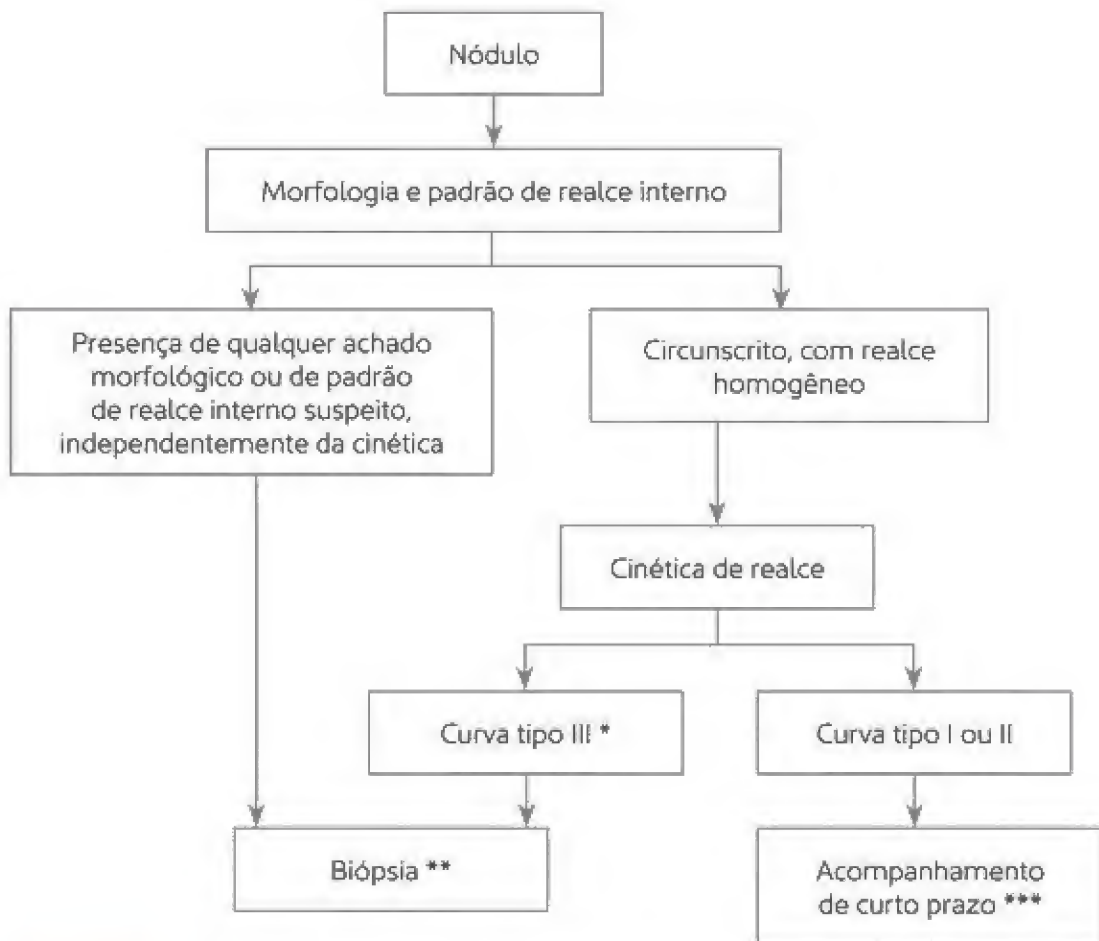 Nódulo
Morfologia e padrão de realce interno
Presença de qualquer achado
morfológico ou de padrão
de realce interno suspeito,
independentemente da cinética
Circunscrito, com realce
homogêneo
Cinética de realce
Curva tipo III *
Curva tipo I ou II
Biópsia **
Acompanhamento
de curto prazo ***